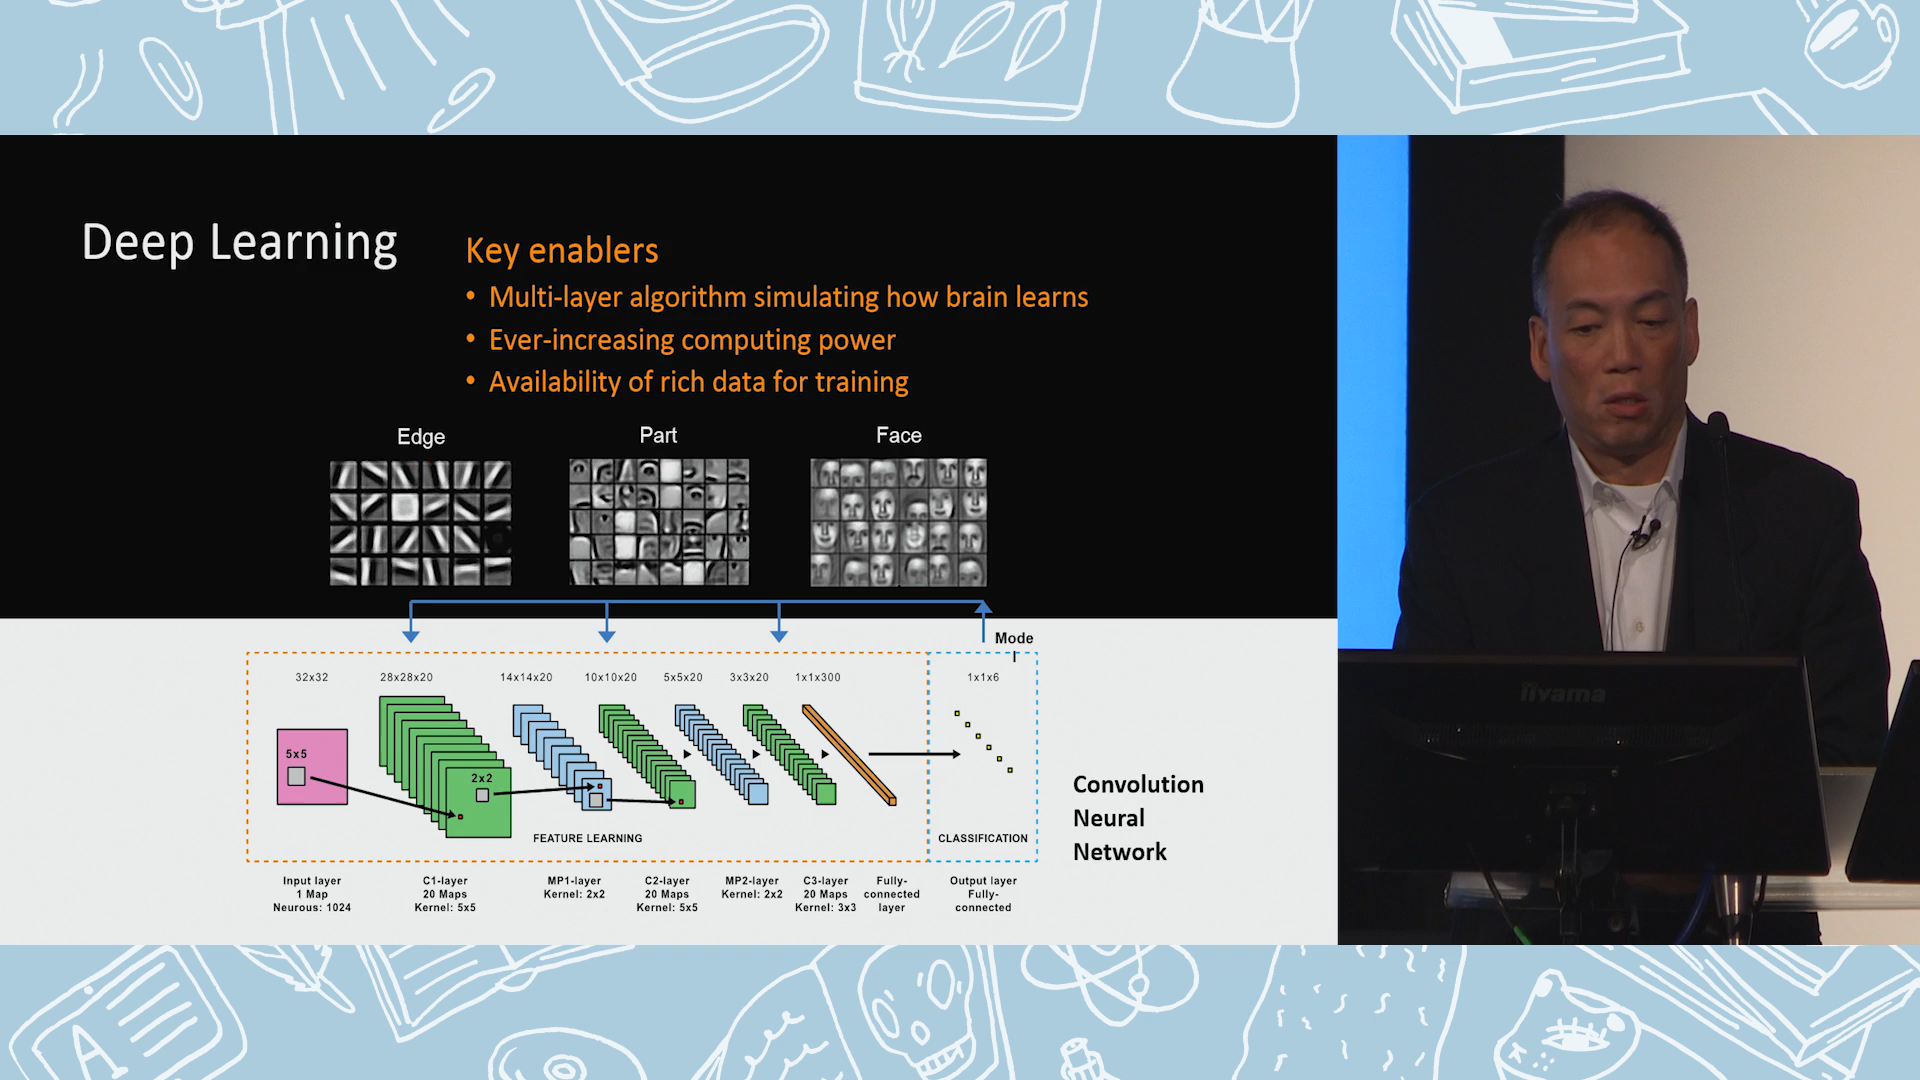 Deep Learning
Key enablers
• Multi-layer algorithm simulating how brain learns
• Ever-increasing computing power
• Availability of rich data for training
Edge
Part
Face
Mode
32x32
28x28x20
14x14x20
10x10x20
5x5x20
3x3x20
1x1x300
1x1x6
5x5
2x2
FEATURE LEARNING
CLASSIFICATION
Convolution
Neural
Network
Input layer
1 Map
Neurous: 1024
C1-layer
20 Maps
Kernel: 5x5
MP1-layer
Kernel: 2x2
C2-layer
20 Maps
Kernel: 5x5
MP2-layer
Kernel: 2x2
C3-layer
20 Maps
Kernel: 3x3
Fully-
connected
layer
Output layer
Fully-
connected
iiyama
A